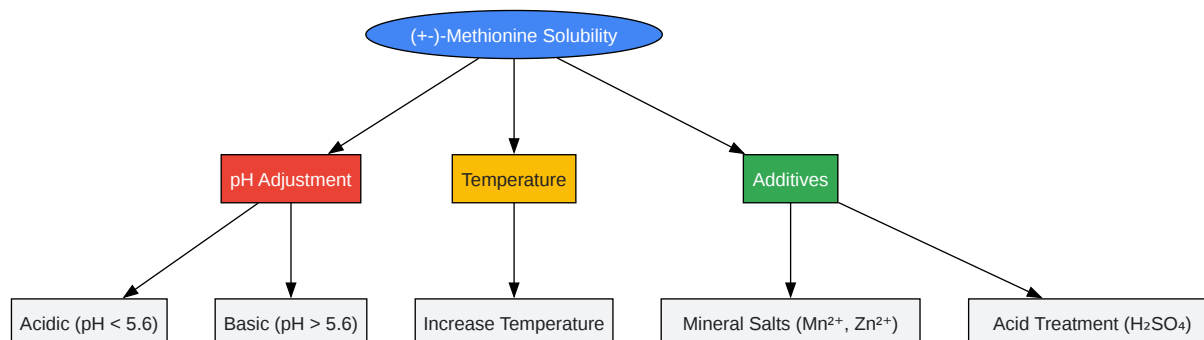 (+-)-Methionine Solubility
pH Adjustment
Temperature
Additives
Acidic (pH < 5.6)
Basic (pH > 5.6)
Increase Temperature
Mineral Salts (Mn²⁺, Zn²⁺)
Acid Treatment (H₂SO₄)